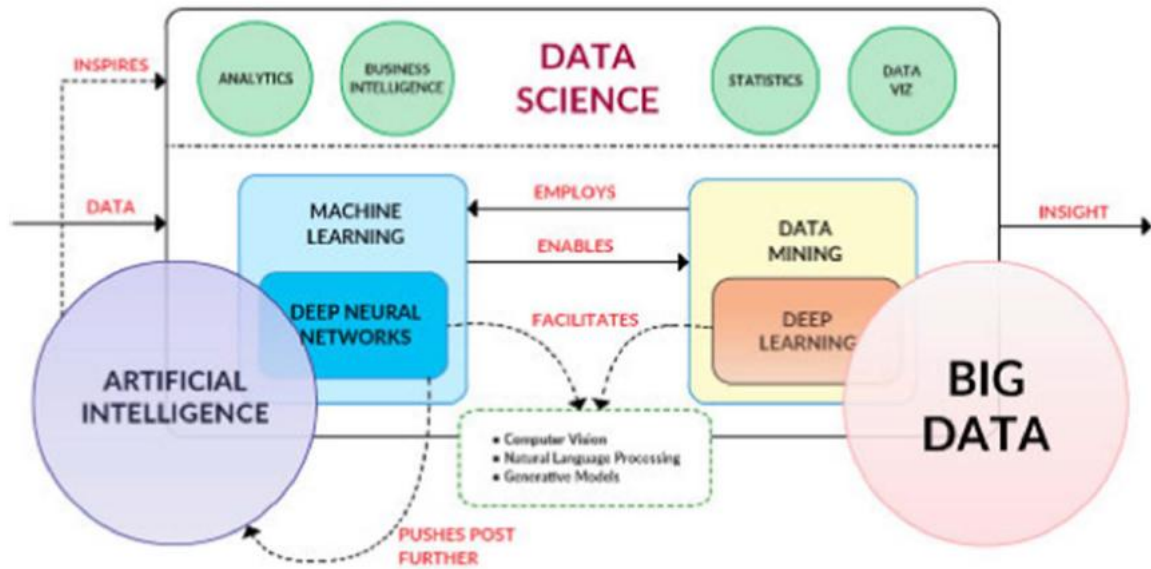 INSPIRES
ANALYTICS
BUSINESS
INTELLIGENCE
DATA
SCIENCE
STATISTICS
DATA
VIZ
DATA
MACHINE
LEARNING
EMPLOYS
ENABLES
DATA
MINING
INSIGHT
DEEP NEURAL
NETWORKS
FACILITATES
DEEP
LEARNING
ARTIFICIAL
INTELLIGENCE
BIG
DATA
▪ Computer Vision
▪ Natural Language Processing
▪ Generative Models
PUSHES POST
FURTHER